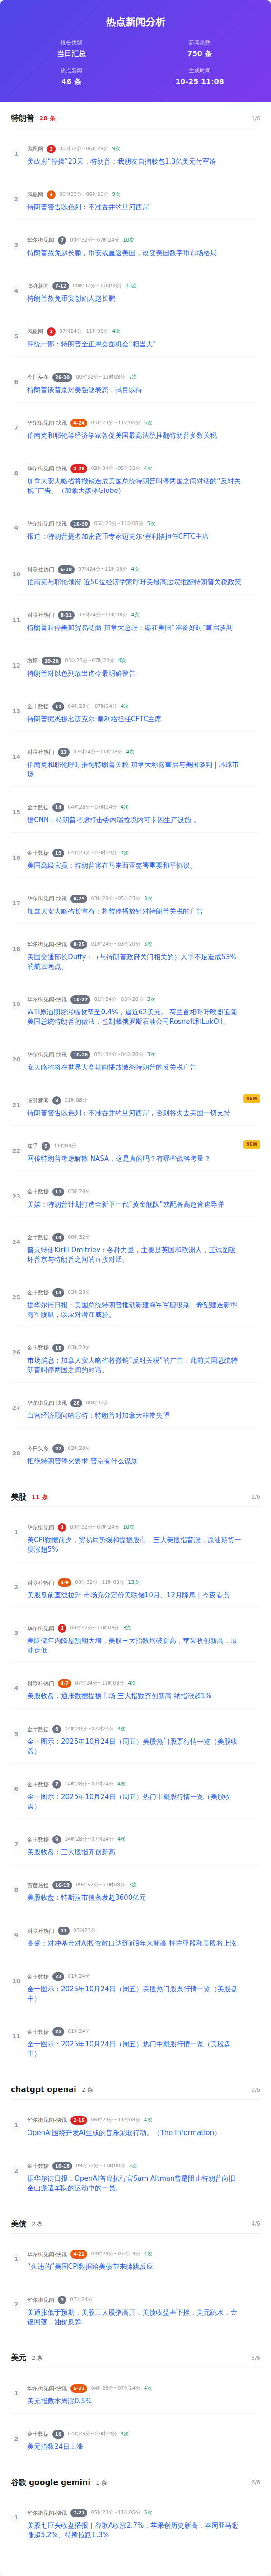 热点新闻分析
报告类型
新闻总数
当日汇总
750 条
热点新闻
生成时间
46 条
10-25 11:08
特朗普 28 条 1/6
1
凤凰网 2 00时32分~06时29分 9次
美政府“停摆”23天，特朗普：我朋友自掏腰包1.3亿美元付军饷
2
凤凰网 4 00时32分~06时29分 9次
特朗普警告以色列：不准吞并约旦河西岸
3
华尔街见闻 7 00时32分~07时24分 10次
特朗普赦免赵长鹏，币安或重返美国，改变美国数字市场格局
4
澎湃新闻 7-12 00时32分~11时08分 13次
特朗普赦免币安创始人赵长鹏
5
凤凰网 3 07时24分~11时08分 4次
韩统一部：特朗普金正恩会面机会“相当大”
6
今日头条 26-30 00时32分~11时08分 7次
特朗普谈普京对美强硬表态：拭目以待
7
华尔街见闻-快讯 4-24 05时23分~11时08分 5次
伯南克和耶伦等经济学家敦促美国最高法院推翻特朗普多数关税
8
华尔街见闻-快讯 2-28 02时34分~05时23分 4次
加拿大安大略省将撤销造成美国总统特朗普叫停两国之间对话的“反对关
税”广告。（加拿大媒体Globe）
9
华尔街见闻-快讯 10-30 05时23分~11时08分 5次
报道：特朗普提名加密货币专家迈克尔·塞利格担任CFTC主席
10
财联社热门 6-10 07时24分~11时08分 4次
伯南克与耶伦领衔 近50位经济学家呼吁美最高法院推翻特朗普关税政策
11
财联社热门 8-11 07时24分~11时08分 4次
特朗普叫停美加贸易磋商 加拿大总理：愿在美国“准备好时”重启谈判
12
微博 10-26 05时23分~07时24分 4次
特朗普对以色列放出迄今最明确警告
13
金十数据 11 04时28分~07时24分 4次
特朗普据悉提名迈克尔·塞利格担任CFTC主席
14
财联社热门 13 07时24分~11时08分 4次
伯南克和耶伦呼吁推翻特朗普关税 加拿大称愿重启与美国谈判 | 环球市
场
15
金十数据 14 04时28分~07时24分 4次
据CNN：特朗普考虑打击委内瑞拉境内可卡因生产设施 。
16
金十数据 19 04时28分~07时24分 4次
美国高级官员：特朗普将在马来西亚签署重要和平协议。
17
华尔街见闻-快讯 6-25 03时20分~05时23分 3次
加拿大安大略省长宣布：将暂停播放针对特朗普关税的广告
18
华尔街见闻-快讯 8-25 01时24分~03时20分 3次
美国交通部长Duffy：（与特朗普政府关门相关的）人手不足造成53%
的航班晚点。
19
华尔街见闻-快讯 10-27 01时24分~03时20分 3次
WTI原油期货涨幅收窄至0.4%，逼近62美元。 荷兰首相呼吁欧盟追随
美国总统特朗普的做法，也制裁俄罗斯石油公司Rosneft和LukOil。
20
华尔街见闻-快讯 10-26 02时34分~04时28分 3次
安大略省将在世界大赛期间播放激怒特朗普的反关税广告
21
澎湃新闻 9 11时08分
NEW
特朗普警告以色列：不准吞并约旦河西岸，否则将失去美国一切支持
22
知乎 9 11时08分
NEW
网传特朗普考虑解散 NASA，这是真的吗？有哪些战略考量？
23
金十数据 11 03时20分
美媒：特朗普计划打造全新下一代“黄金舰队”或配备高超音速导弹
24
金十数据 14 00时32分
普京特使Kirill Dmitriev：各种力量，主要是英国和欧洲人，正试图破
坏普京与特朗普之间的直接对话。
25
金十数据 14 03时20分
据华尔街日报：美国总统特朗普推动新建海军军舰级别，希望建造新型
海军舰艇，以应对潜在威胁。
26
金十数据 18 03时20分
市场消息：加拿大安大略省将撤销“反对关税”的广告，此前美国总统特
朗普叫停两国之间的对话。
27
华尔街见闻-快讯 26 00时32分
白宫经济顾问哈塞特：特朗普对加拿大非常失望
28
今日头条 27 03时20分
拒绝特朗普停火要求 普京有什么谋划
美股 11 条 2/6
1
华尔街见闻 3 00时32分~07时24分 10次
美CPI数据前夕，贸易局势缓和提振股市，三大美股指普涨，原油期货一
度涨超5%
2
财联社热门 5-9 00时32分~11时08分 13次
美股盘前直线拉升 市场充分定价美联储10月、12月降息 | 今夜看点
3
华尔街见闻 2 09时52分~11时08分 3次
美联储年内降息预期大增，美股三大指数均破新高，苹果收创新高，原
油走低
4
财联社热门 4-7 07时24分~11时08分 4次
美股收盘：通胀数据提振市场 三大指数齐创新高 纳指涨超1%
5
金十数据 6 04时28分~07时24分 4次
金十图示：2025年10月24日（周五）美股热门股票行情一览（美股收
盘）
6
金十数据 7 04时28分~07时24分 4次
金十图示：2025年10月24日（周五）热门中概股行情一览（美股收
盘）
7
金十数据 9 04时28分~07时24分 4次
美股收盘：三大股指齐创新高
8
百度热搜 16-19 09时52分~11时08分 3次
美股收盘：特斯拉市值蒸发超3600亿元
9
财联社热门 13 05时23分
高盛：对冲基金对AI投资敞口达到近9年来新高 押注亚股和美股将上涨
10
金十数据 23 01时24分
金十图示：2025年10月24日（周五）美股热门股票行情一览（美股盘
中）
11
金十数据 25 01时24分
金十图示：2025年10月24日（周五）热门中概股行情一览（美股盘
中）
chatgpt openai 2 条 3/6
1
华尔街见闻-快讯 2-15 06时29分~11时08分 4次
OpenAI围绕开发AI生成的音乐采取行动。（The Information）
2
金十数据 10-18 09时53分~11时08分 2次
据华尔街日报：OpenAI首席执行官Sam Altman曾是阻止特朗普向旧
金山派遣军队的运动中的一员。
美债 2 条 4/6
1
华尔街见闻-快讯 4-22 04时28分~07时24分 4次
“久违的”美国CPI数据给美债带来膝跳反应
2
华尔街见闻 9 07时24分
美通胀低于预期，美股三大股指高开，美债收益率下挫，美元跳水，金
银回落，油价反弹
美元 2 条 5/6
1
华尔街见闻-快讯 5-23 04时28分~07时24分 4次
美元指数本周涨0.5%
2
金十数据 10 04时28分~07时24分 4次
美元指数24日上涨
谷歌 google gemini 1 条 6/6
1
华尔街见闻-快讯 7-27 05时23分~11时08分 5次
美股七巨头收盘播报｜谷歌A收涨2.7%，苹果创历史新高，本周亚马逊
涨超5.2%、特斯拉跌1.3%